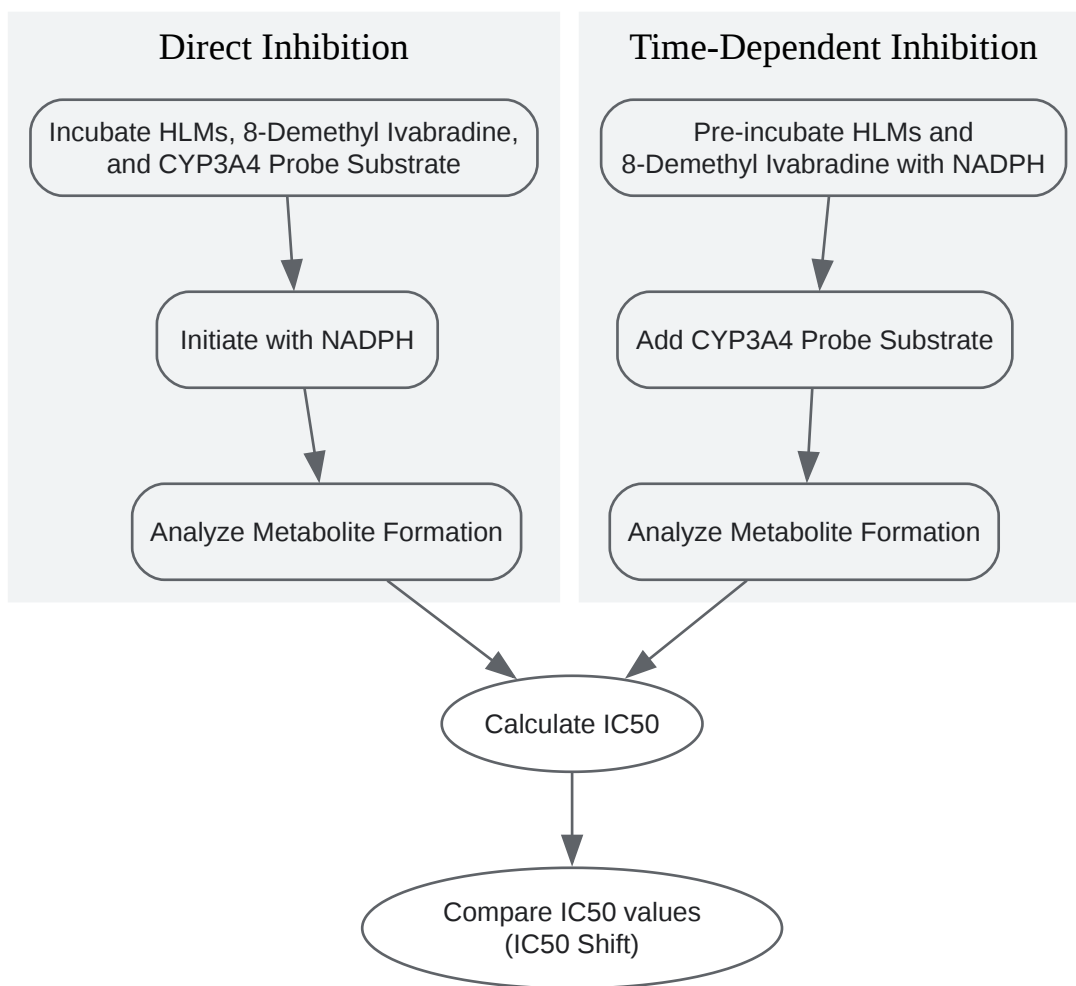 Direct Inhibition
Incubate HLMs, 8-Demethyl Ivabradine,
and CYP3A4 Probe Substrate
Initiate with NADPH
Analyze Metabolite Formation
Time-Dependent Inhibition
Pre-incubate HLMs and
8-Demethyl Ivabradine with NADPH
Add CYP3A4 Probe Substrate
Analyze Metabolite Formation
Calculate IC50
Compare IC50 values
(IC50 Shift)